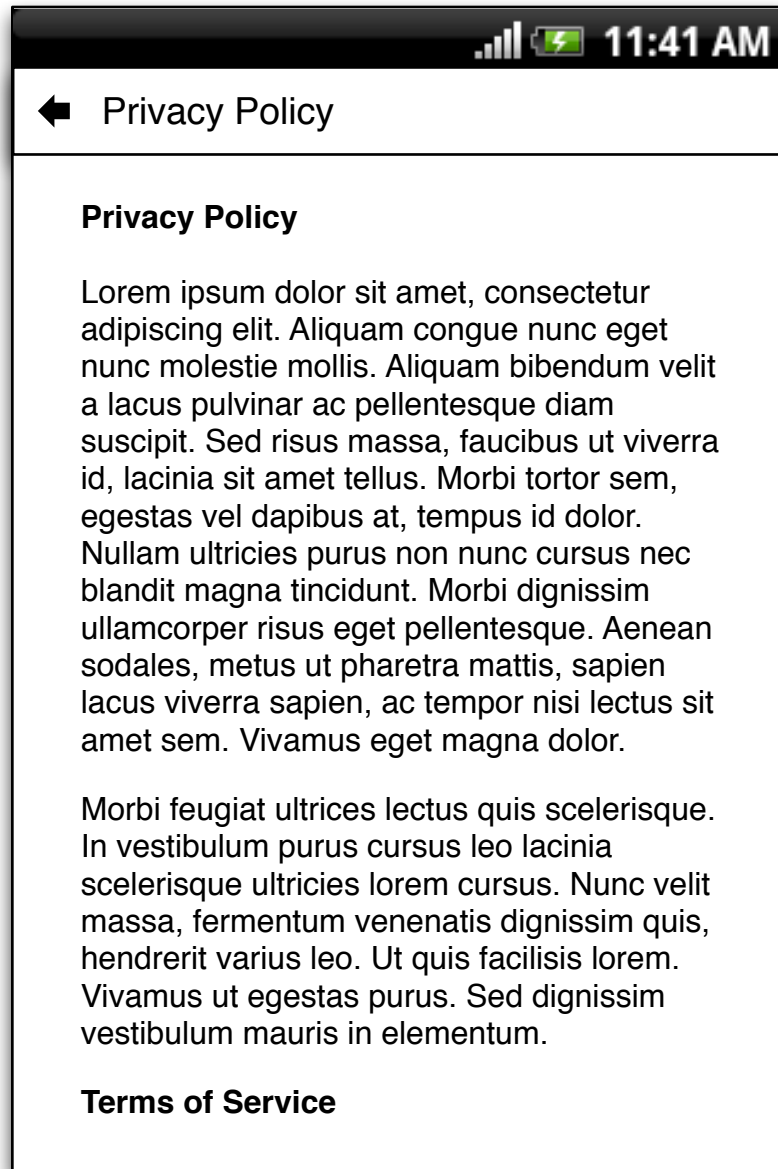 11:41 AM
Privacy Policy
Privacy Policy
Lorem ipsum dolor sit amet, consectetur
adipiscing elit. Aliquam congue nunc eget
nunc molestie mollis. Aliquam bibendum velit
a lacus pulvinar ac pellentesque diam
suscipit. Sed risus massa, faucibus ut viverra
id, lacinia sit amet tellus. Morbi tortor sem,
egestas vel dapibus at, tempus id dolor.
Nullam ultricies purus non nunc cursus nec
blandit magna tincidunt. Morbi dignissim
ullamcorper risus eget pellentesque. Aenean
sodales, metus ut pharetra mattis, sapien
lacus viverra sapien, ac tempor nisi lectus sit
amet sem. Vivamus eget magna dolor.
Morbi feugiat ultrices lectus quis scelerisque.
In vestibulum purus cursus leo lacinia
scelerisque ultricies lorem cursus. Nunc velit
massa, fermentum venenatis dignissim quis,
hendrerit varius leo. Ut quis facilisis lorem.
Vivamus ut egestas purus. Sed dignissim
vestibulum mauris in elementum.
Terms of Service